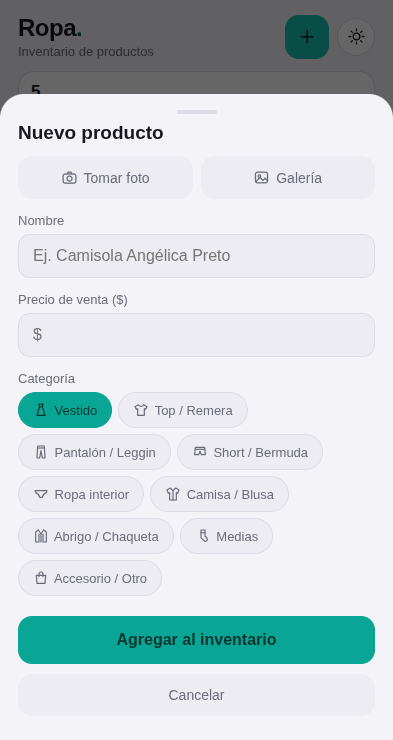 Ropa.
Inventario de productos
5
Nuevo producto
Tomar foto
Galería
Nombre
Ej. Camisola Angélica Preto
Precio de venta ($)
$
Categoría
Vestido
Top / Remera
Pantalón / Leggin
Short / Bermuda
Ropa interior
Camisa / Blusa
Abrigo / Chaqueta
Medias
Accesorio / Otro
Agregar al inventario
Cancelar